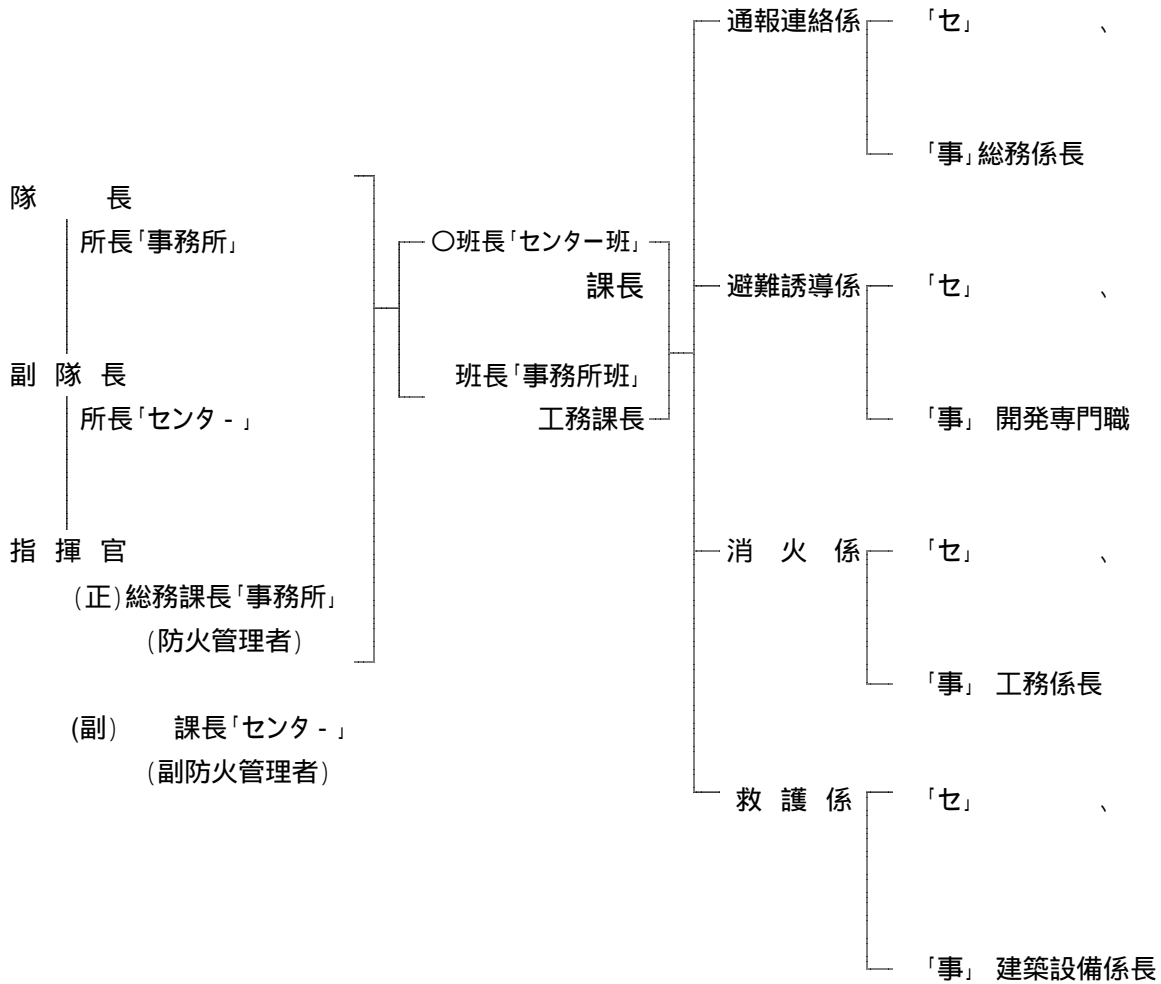 隊　　長
所長「事務所」
副 隊 長
所長「センタ - 」
指 揮 官
(正)総務課長「事務所」
(防火管理者)
(副)　　課長「センタ - 」
(副防火管理者)
〇班長「センター班」
課長
班長「事務所班」
工務課長
通報連絡係
「セ」　　　　　、
「事」総務係長
避難誘導係
「セ」　　　　　、
「事」 開発専門職
消　火　係
「セ」　　　　　、
「事」 工務係長
救 護 係
「セ」　　　　　、
「事」 建築設備係長